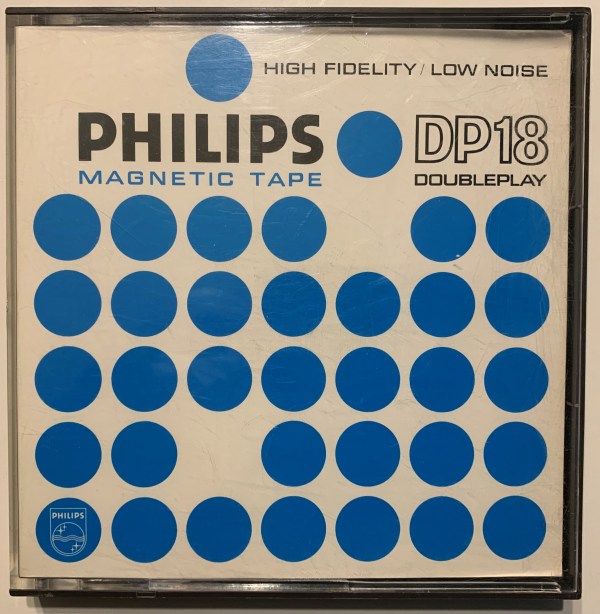 HIGH FIDELITY / LOW NOISE
PHILIPS DP18
MAGNETIC TAPE DOUBLEPLAY
PHILIPS